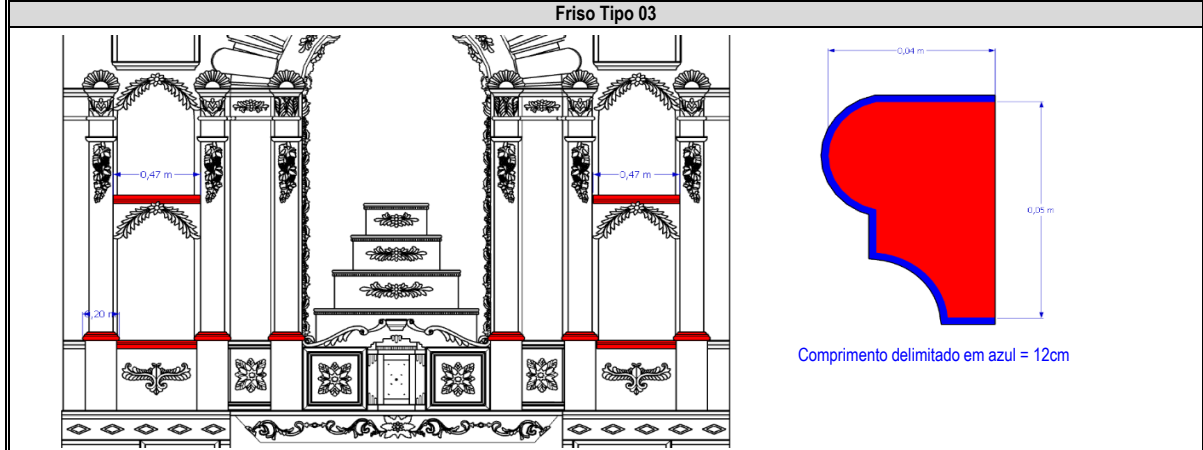 Friso Tipo 03
0,04 m
0,47 m
0,47 m
0,05 m
0,20 m
Comprimento delimitado em azul = 12cm